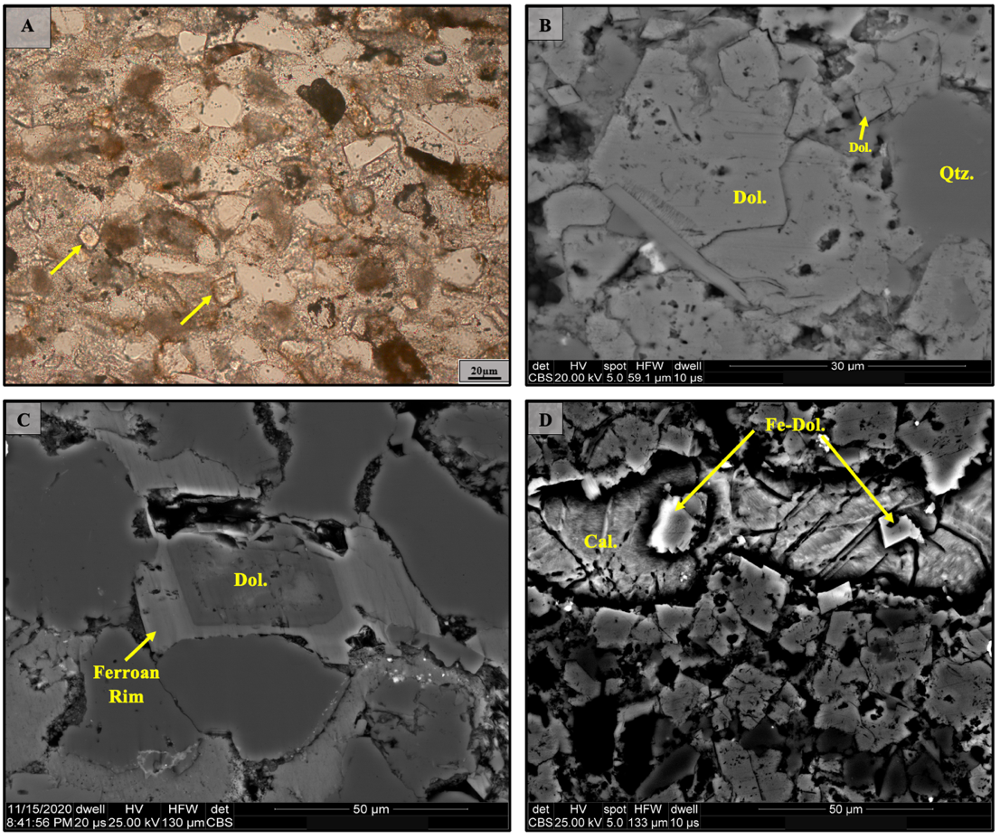 A
20µm
B
Dol.
Dol.
Qtz.
det HV spot HFW dwell 30 µm
CBS 20.00 kV 5.0 59.1 µm 10 µs
C
Dol.
Ferroan
Rim
11/15/2020 dwell HV HFW det 50 µm
8:41:56 PM 20 µs 25.00 kV 130 µm CBS
D
Fe-Dol.
Cal.
det HV spot HFW dwell 50 µm
CBS 25.00 kV 5.0 133 µm 10 µs